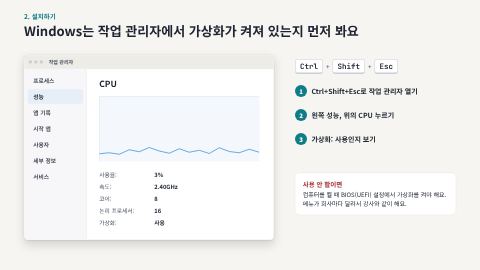 2. 설치하기
Windows는 작업 관리자에서 가상화가 켜져 있는지 먼저 봐요
작업 관리자
프로세스
성능
앱 기록
시작 앱
사용자
세부 정보
서비스
CPU
사용률: 3%
속도: 2.40GHz
코어: 8
논리 프로세서: 16
가상화: 사용
Ctrl + Shift + Esc
1 Ctrl+Shift+Esc로 작업 관리자 열기
2 왼쪽 성능, 위의 CPU 누르기
3 가상화: 사용인지 보기
사용 안 함이면
컴퓨터를 켤 때 BIOS(UEFI) 설정에서 가상화를 켜야 해요.
메뉴가 회사마다 달라서 강사와 같이 해요.